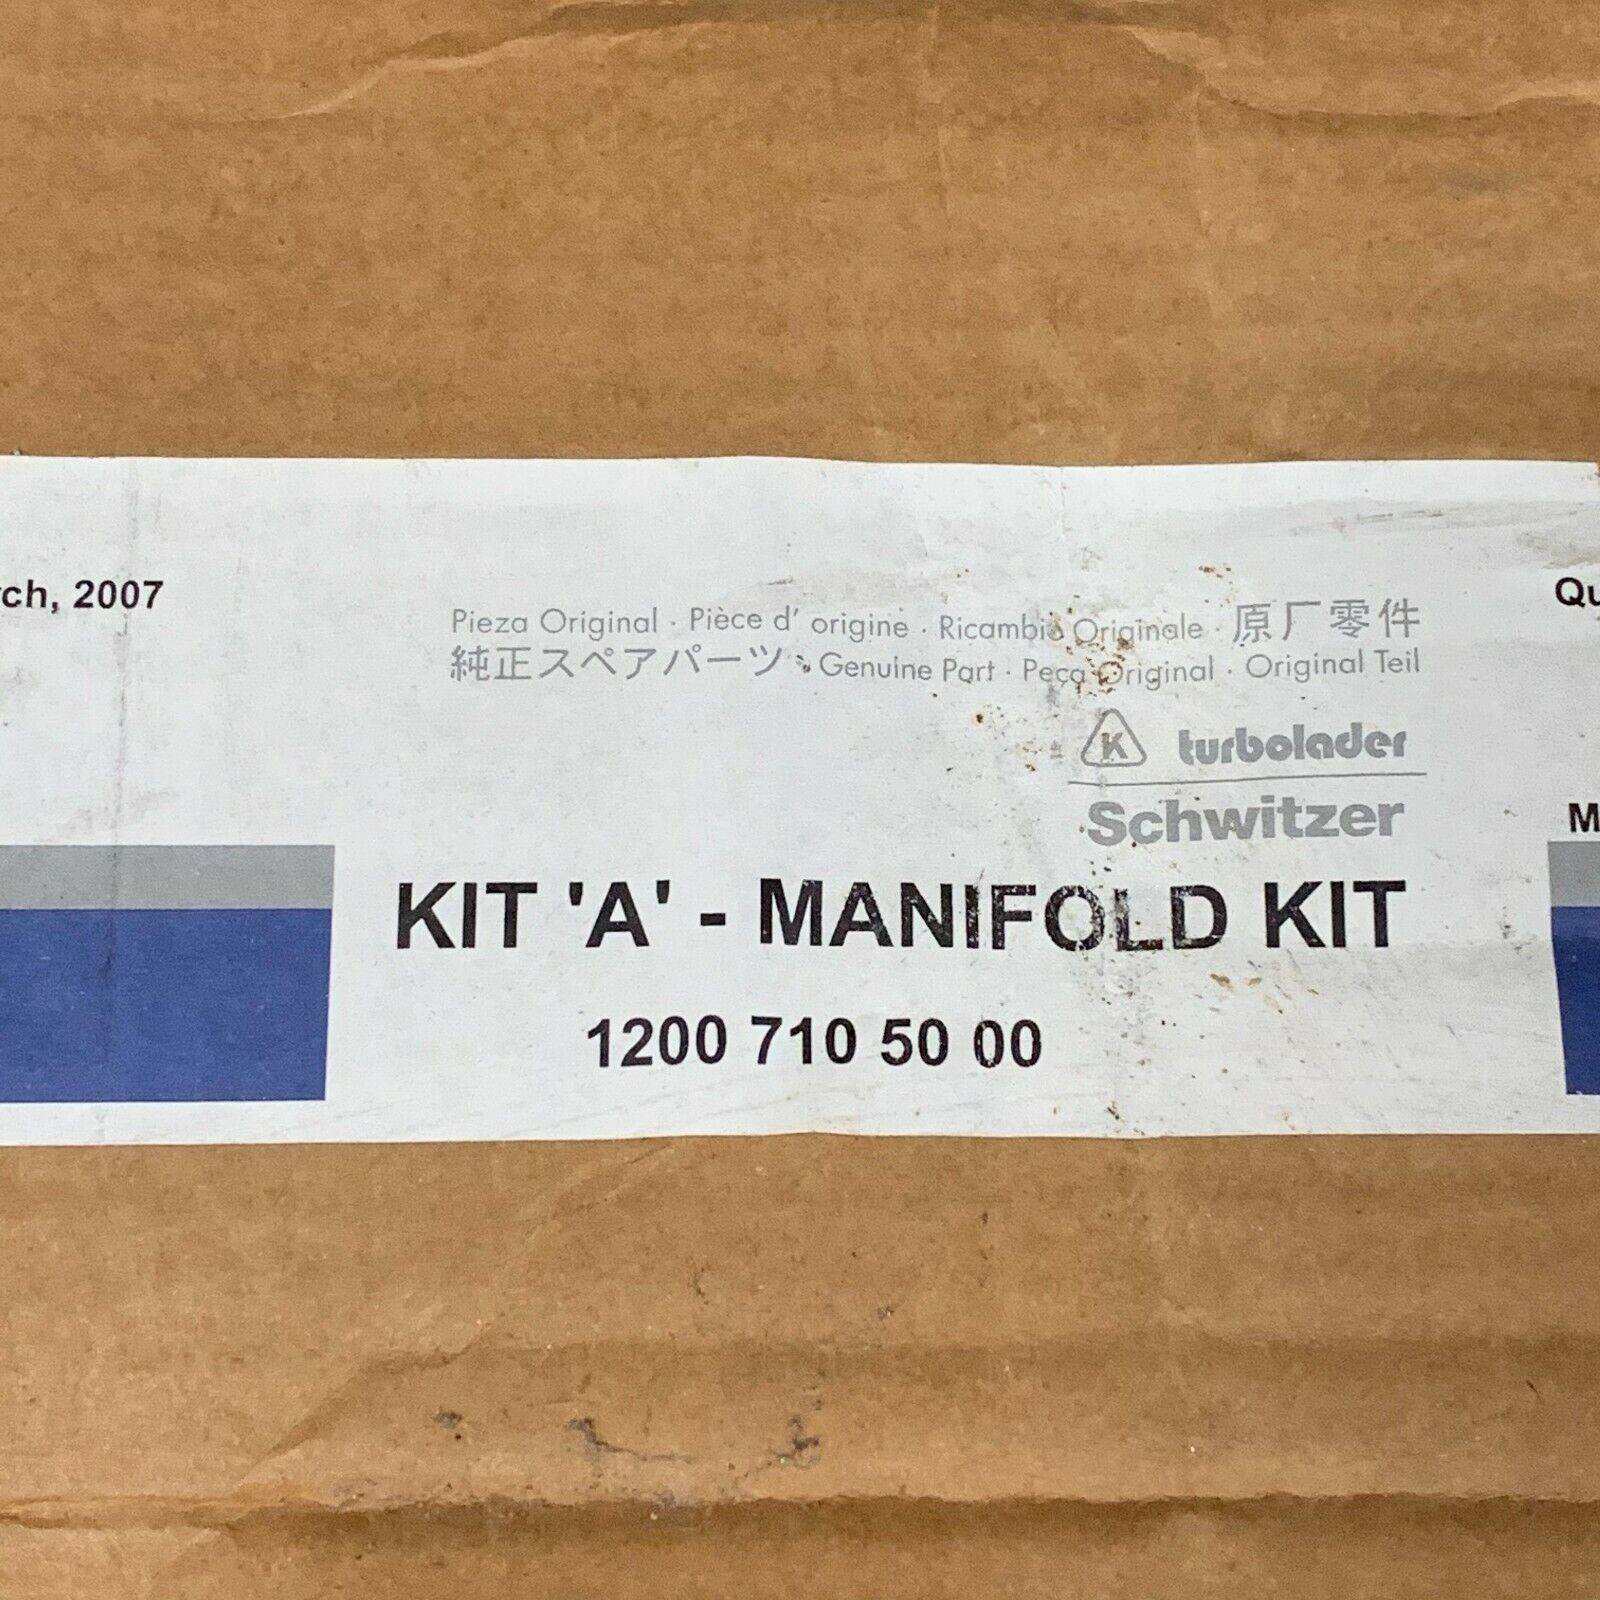 rch, 2007
Qu
Pieza Original · Pièce d' origine · Ricambio Originale · 原厂零件
純正スペアパーツ · Genuine Part · Peça Original · Original Teil
K turbolader
Schwitzer
M
KIT 'A' - MANIFOLD KIT
1200 710 50 00